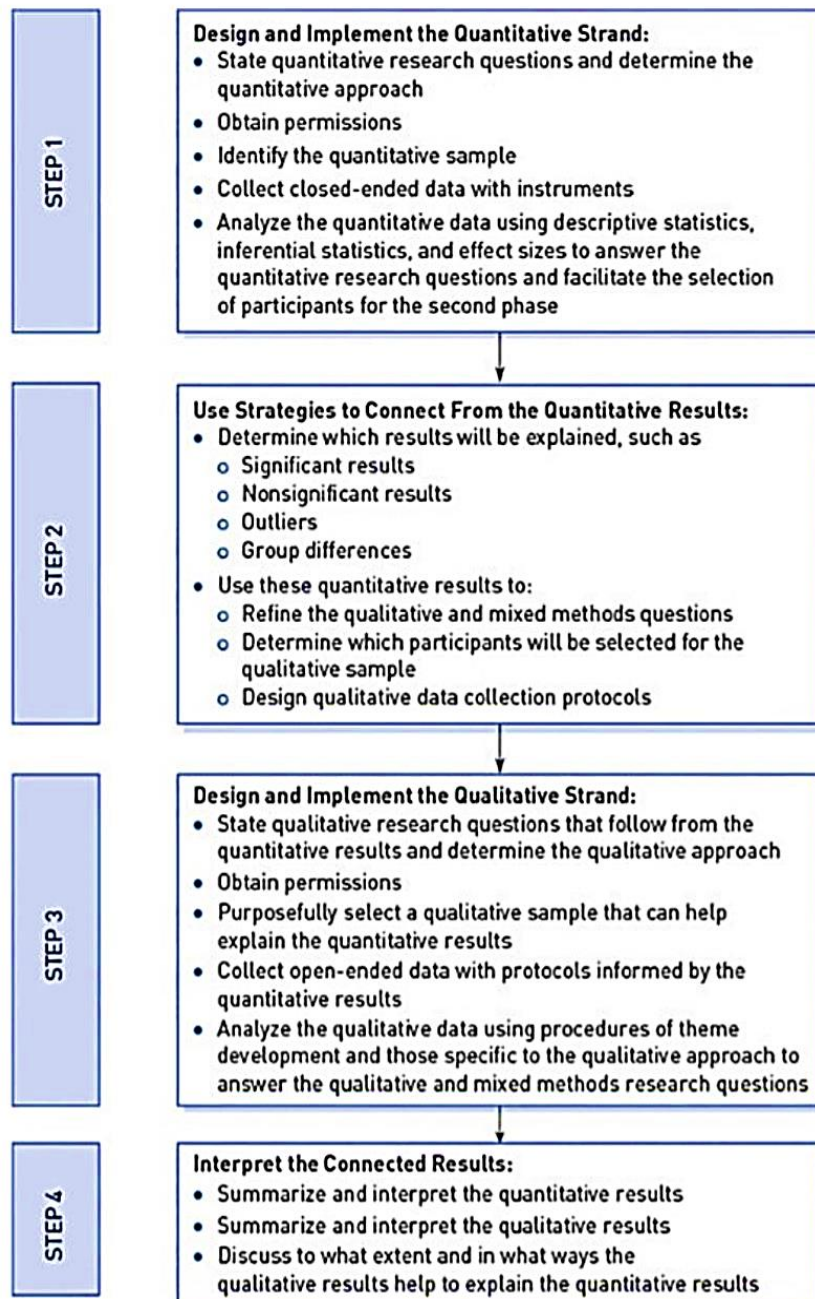 STEP 1
Design and Implement the Quantitative Strand:
• State quantitative research questions and determine the
quantitative approach
• Obtain permissions
• Identify the quantitative sample
• Collect closed-ended data with instruments
• Analyze the quantitative data using descriptive statistics,
inferential statistics, and effect sizes to answer the
quantitative research questions and facilitate the selection
of participants for the second phase
STEP 2
Use Strategies to Connect From the Quantitative Results:
• Determine which results will be explained, such as
o Significant results
o Nonsignificant results
o Outliers
o Group differences
• Use these quantitative results to:
o Refine the qualitative and mixed methods questions
o Determine which participants will be selected for the
qualitative sample
o Design qualitative data collection protocols
STEP 3
Design and Implement the Qualitative Strand:
• State qualitative research questions that follow from the
quantitative results and determine the qualitative approach
• Obtain permissions
• Purposefully select a qualitative sample that can help
explain the quantitative results
• Collect open-ended data with protocols informed by the
quantitative results
• Analyze the qualitative data using procedures of theme
development and those specific to the qualitative approach to
answer the qualitative and mixed methods research questions
STEP 4
Interpret the Connected Results:
• Summarize and interpret the quantitative results
• Summarize and interpret the qualitative results
• Discuss to what extent and in what ways the
qualitative results help to explain the quantitative results